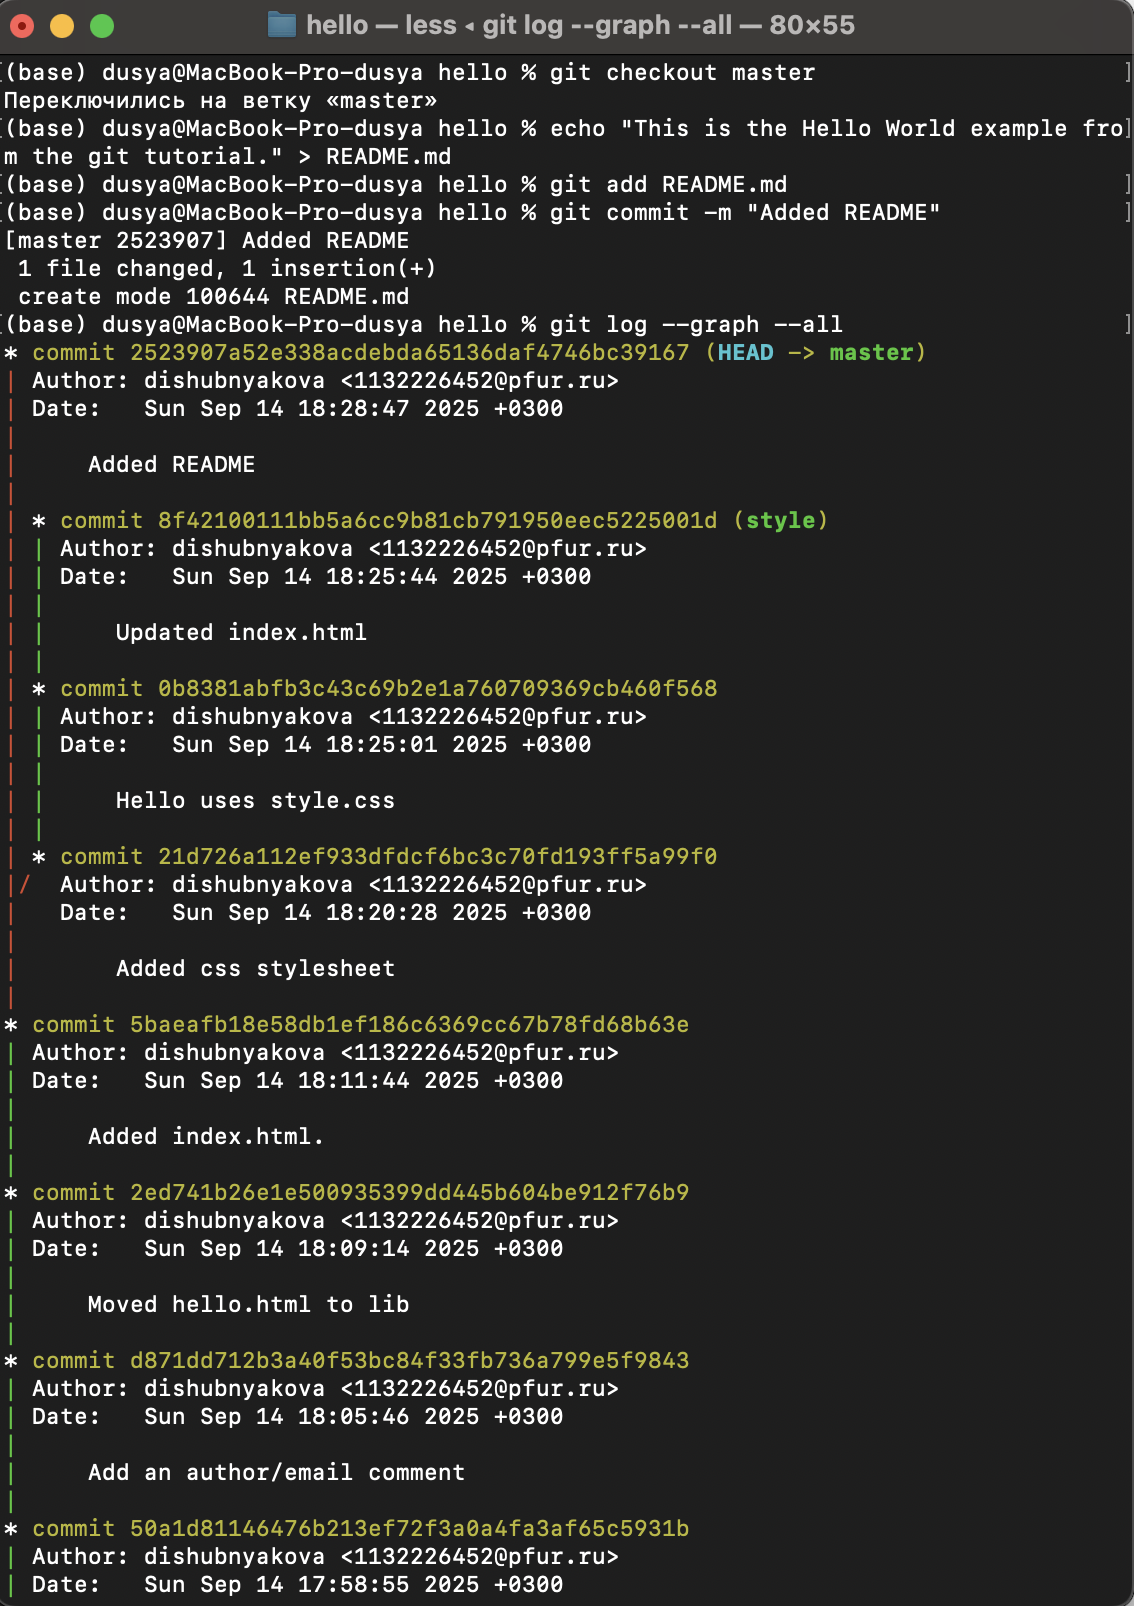 hello — less ◂ git log --graph --all — 80×55
(base) dusya@MacBook-Pro-dusya hello % git checkout master
Переключились на ветку «master»
(base) dusya@MacBook-Pro-dusya hello % echo "This is the Hello World example fro
m the git tutorial." > README.md
(base) dusya@MacBook-Pro-dusya hello % git add README.md
(base) dusya@MacBook-Pro-dusya hello % git commit -m "Added README"
[master 2523907] Added README
 1 file changed, 1 insertion(+)
 create mode 100644 README.md
(base) dusya@MacBook-Pro-dusya hello % git log --graph --all
* commit 2523907a52e338acdebda65136daf4746bc39167 (HEAD -> master)
| Author: dishubnyakova <1132226452@pfur.ru>
| Date:   Sun Sep 14 18:28:47 2025 +0300
|
|     Added README
|
| * commit 8f42100111bb5a6cc9b81cb791950eec5225001d (style)
| | Author: dishubnyakova <1132226452@pfur.ru>
| | Date:   Sun Sep 14 18:25:44 2025 +0300
| |
| |     Updated index.html
| |
| * commit 0b8381abfb3c43c69b2e1a760709369cb460f568
| | Author: dishubnyakova <1132226452@pfur.ru>
| | Date:   Sun Sep 14 18:25:01 2025 +0300
| |
| |     Hello uses style.css
| |
| * commit 21d726a112ef933dfdcf6bc3c70fd193ff5a99f0
|/  Author: dishubnyakova <1132226452@pfur.ru>
|   Date:   Sun Sep 14 18:20:28 2025 +0300
|
|       Added css stylesheet
|
* commit 5baeafb18e58db1ef186c6369cc67b78fd68b63e
| Author: dishubnyakova <1132226452@pfur.ru>
| Date:   Sun Sep 14 18:11:44 2025 +0300
|
|     Added index.html.
|
* commit 2ed741b26e1e500935399dd445b604be912f76b9
| Author: dishubnyakova <1132226452@pfur.ru>
| Date:   Sun Sep 14 18:09:14 2025 +0300
|
|     Moved hello.html to lib
|
* commit d871dd712b3a40f53bc84f33fb736a799e5f9843
| Author: dishubnyakova <1132226452@pfur.ru>
| Date:   Sun Sep 14 18:05:46 2025 +0300
|
|     Add an author/email comment
|
* commit 50a1d81146476b213ef72f3a0a4fa3af65c5931b
| Author: dishubnyakova <1132226452@pfur.ru>
| Date:   Sun Sep 14 17:58:55 2025 +0300